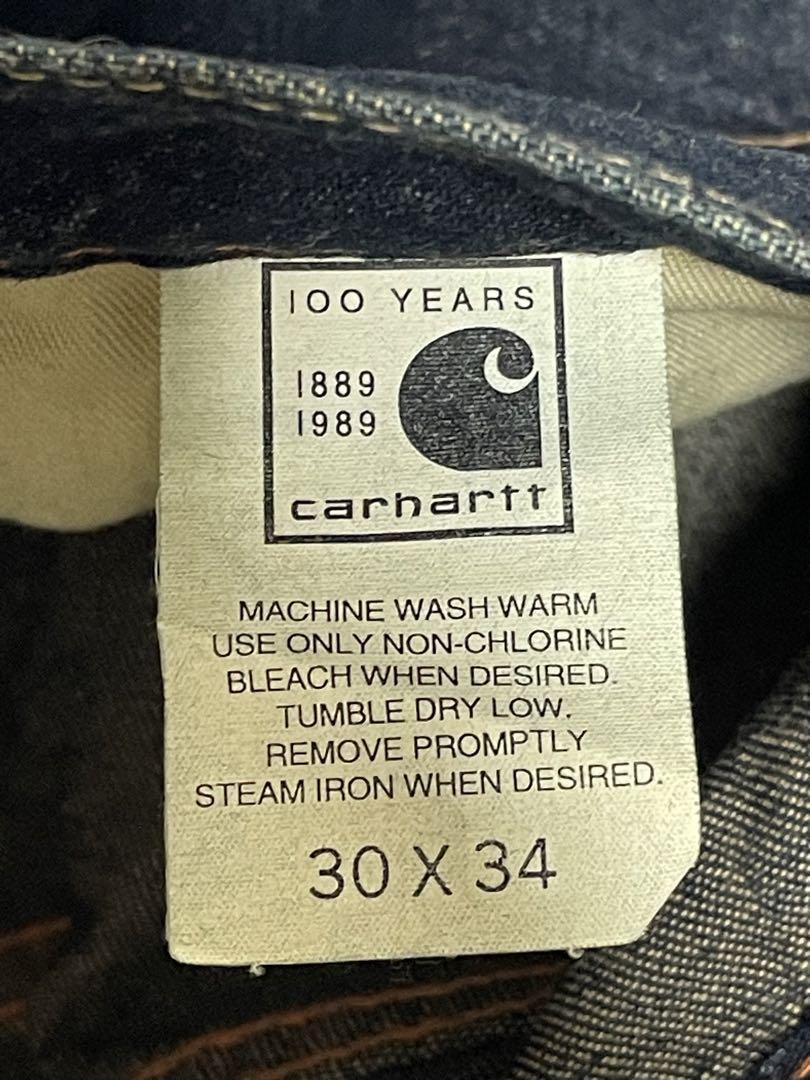 100 YEARS
1889
1989
carhartt
MACHINE WASH WARM
USE ONLY NON-CHLORINE
BLEACH WHEN DESIRED.
TUMBLE DRY LOW.
REMOVE PROMPTLY
STEAM IRON WHEN DESIRED.
30 X 34